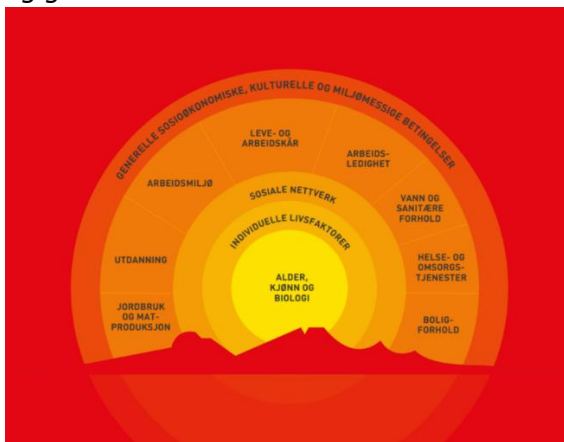 GENERELLE SOSIOØKONOMISKE, KULTURELLE OG MILJØMESSIGE BETINGELSER
LEVE- OG
ARBEIDSKÅR
ARBEIDS-
LEDIGHET
ARBEIDSMILJØ
SOSIALE NETTVERK
VANN OG
SANITÆRE
FORHOLD
INDIVIDUELLE LIVSFAKTORER
UTDANNING
HELSE- OG
OMSORGS-
TJENESTER
ALDER,
KJØNN OG
BIOLOGI
JORDBRUK
OG MAT-
PRODUKSJON
BOLIG-
FORHOLD